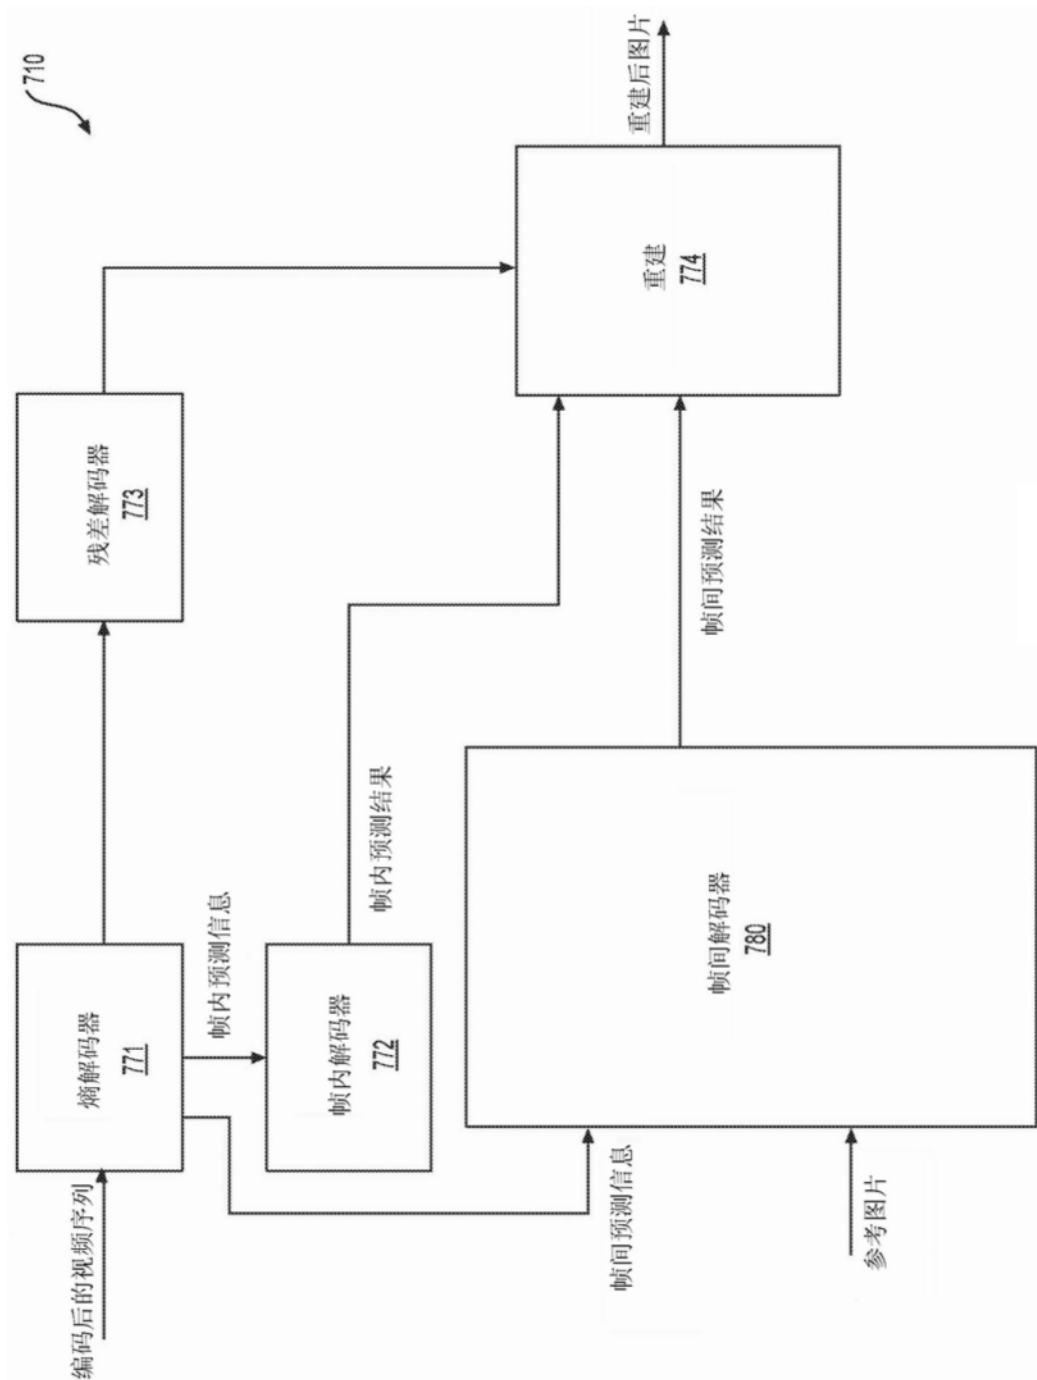 710
编码后的视频序列
熵解码器
771
残差解码器
773
帧内预测信息
帧内解码器
772
帧内预测结果
重建后图片
重建
774
帧间预测信息
帧间解码器
780
帧间预测结果
参考图片